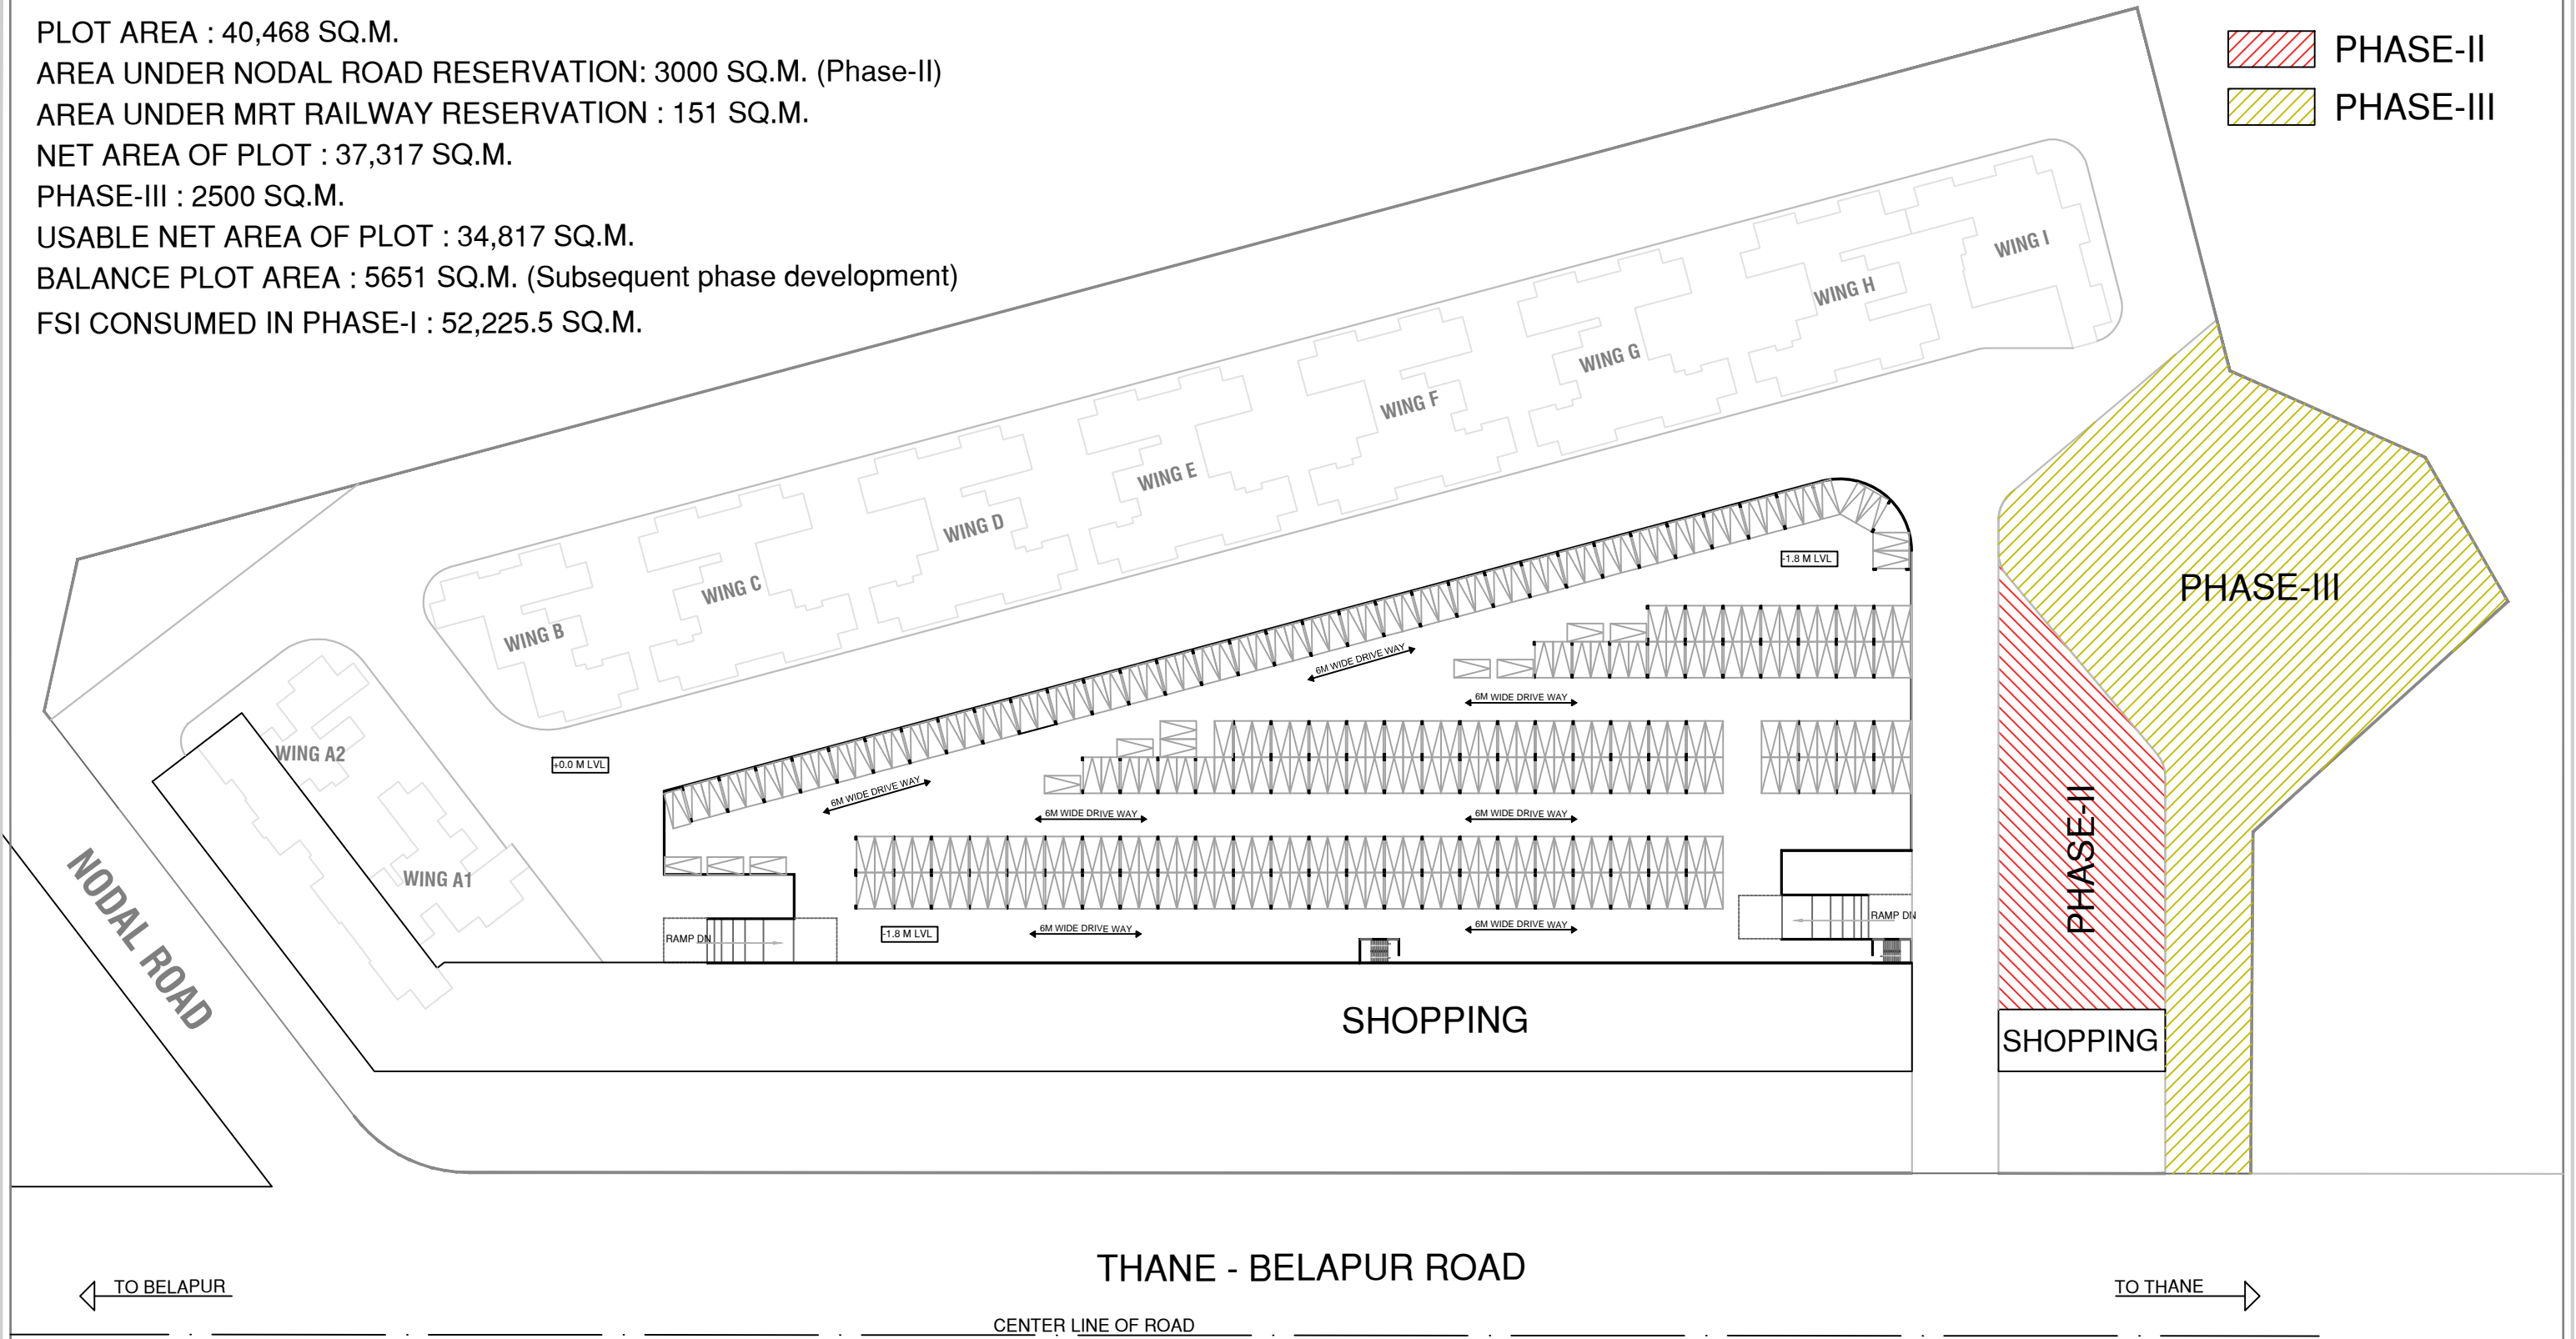 PLOT AREA : 40,468 SQ.M.
AREA UNDER NODAL ROAD RESERVATION: 3000 SQ.M. (Phase-II)
AREA UNDER MRT RAILWAY RESERVATION : 151 SQ.M.
NET AREA OF PLOT : 37,317 SQ.M.
PHASE-III : 2500 SQ.M.
USABLE NET AREA OF PLOT : 34,817 SQ.M.
BALANCE PLOT AREA : 5651 SQ.M. (Subsequent phase development)
FSI CONSUMED IN PHASE-I : 52,225.5 SQ.M.
PHASE-II
PHASE-III
WING I
WING H
WING G
WING F
WING E
WING D
WING C
WING B
WING A2
WING A1
-1.8 M LVL
PHASE-III
6M WIDE DRIVE WAY
6M WIDE DRIVE WAY
+0.0 M LVL
6M WIDE DRIVE WAY
6M WIDE DRIVE WAY
6M WIDE DRIVE WAY
PHASE-II
NODAL ROAD
RAMP DN
-1.8 M LVL
6M WIDE DRIVE WAY
6M WIDE DRIVE WAY
RAMP DN
SHOPPING
SHOPPING
THANE - BELAPUR ROAD
TO BELAPUR
TO THANE
CENTER LINE OF ROAD